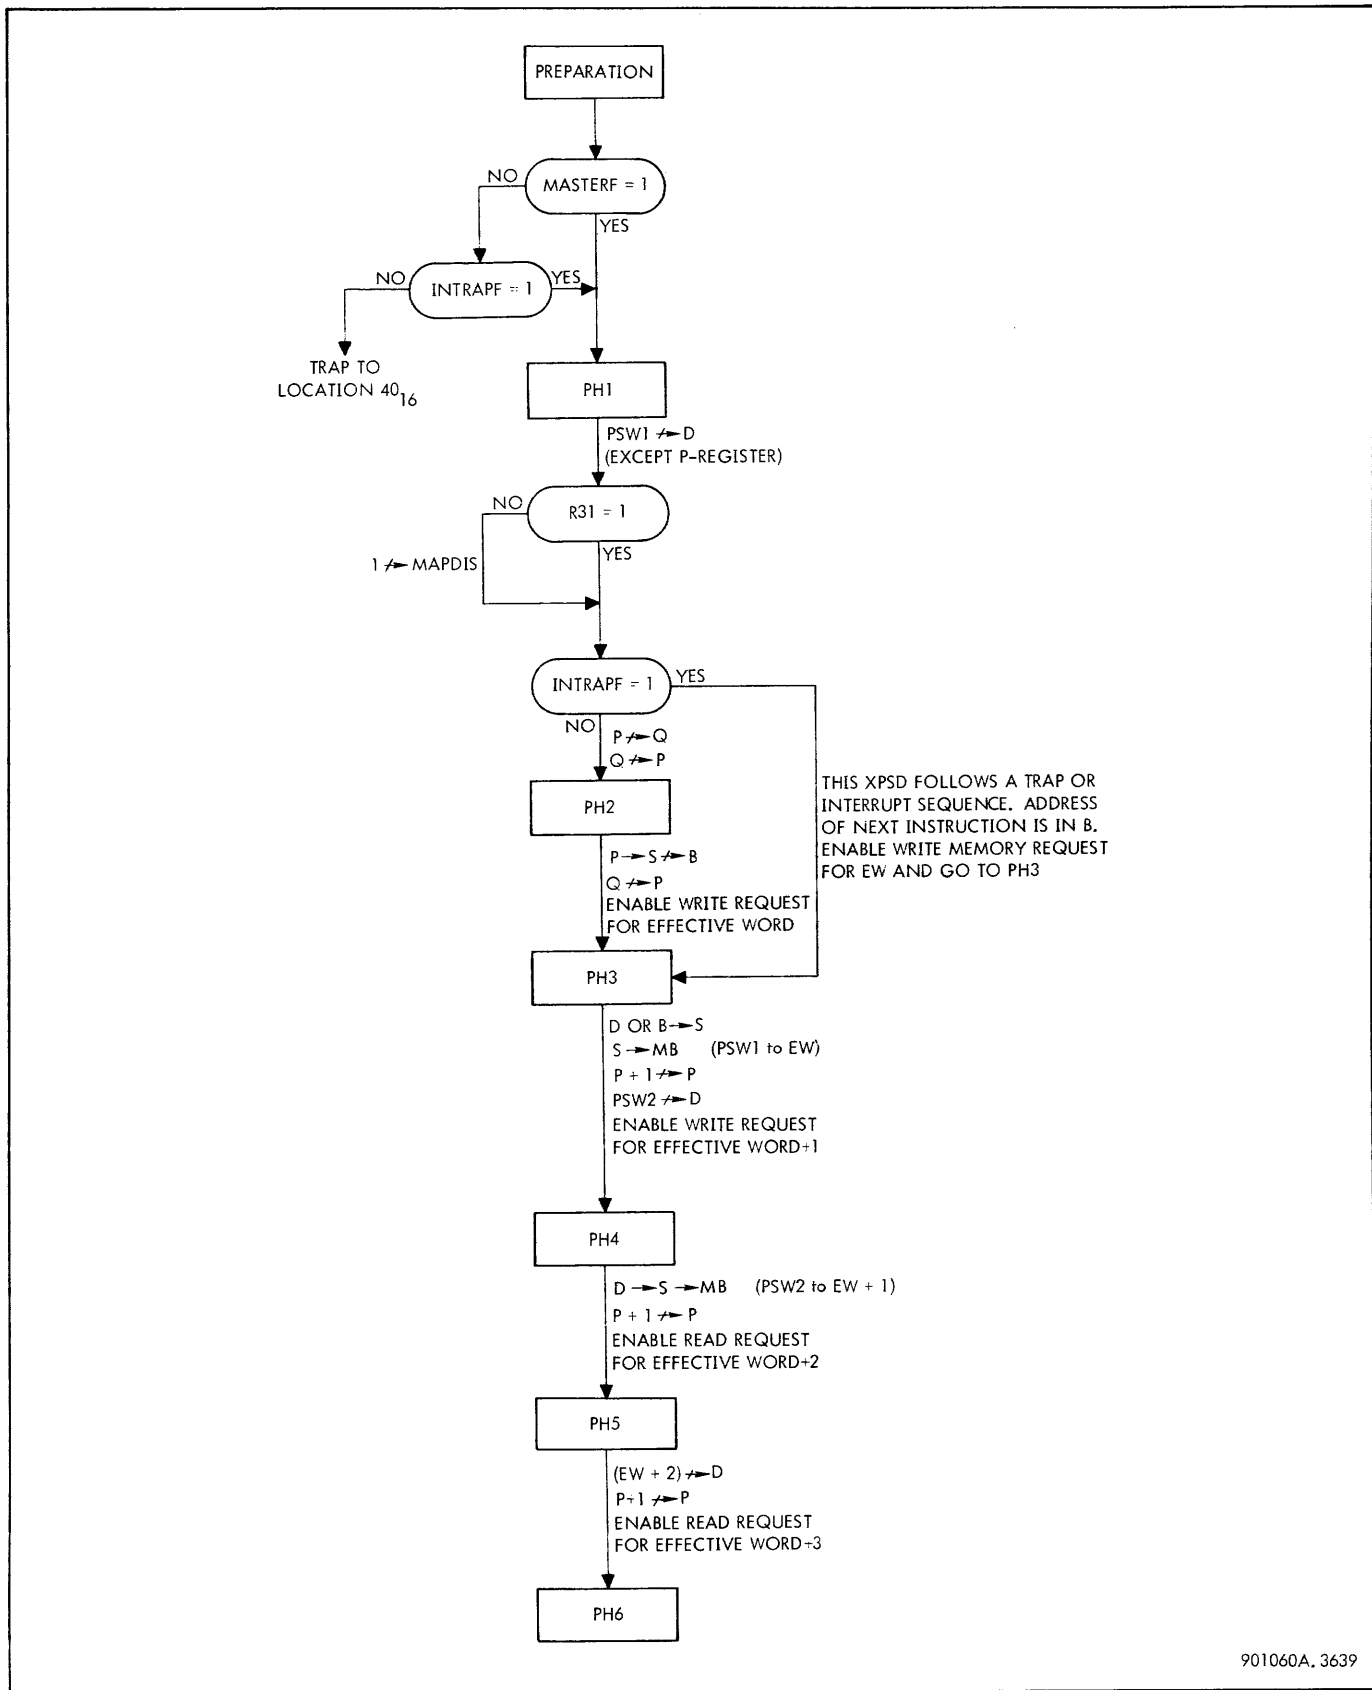 PREPARATION
MASTERF = 1
NO
YES
INTRAPF = 1
NO
YES
TRAP TO
LOCATION 40₁₆
PH1
PSW1 ↛ D
(EXCEPT P-REGISTER)
R31 = 1
NO
YES
1 ↛ MAPDIS
INTRAPF = 1
YES
NO
P ↛ Q
Q ↛ P
THIS XPSD FOLLOWS A TRAP OR
INTERRUPT SEQUENCE. ADDRESS
OF NEXT INSTRUCTION IS IN B.
ENABLE WRITE MEMORY REQUEST
FOR EW AND GO TO PH3
PH2
P → S ↛ B
Q ↛ P
ENABLE WRITE REQUEST
FOR EFFECTIVE WORD
PH3
D OR B → S
S → MB (PSW1 to EW)
P + 1 ↛ P
PSW2 ↛ D
ENABLE WRITE REQUEST
FOR EFFECTIVE WORD+1
PH4
D → S → MB (PSW2 to EW + 1)
P + 1 ↛ P
ENABLE READ REQUEST
FOR EFFECTIVE WORD+2
PH5
(EW + 2) ↛ D
P+1 ↛ P
ENABLE READ REQUEST
FOR EFFECTIVE WORD+3
PH6
901060A. 3639